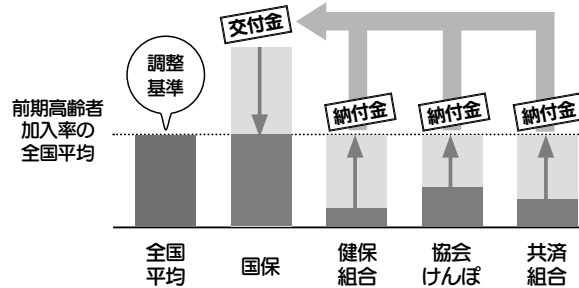 交付金
調整
基準
前期高齢者
加入率の
全国平均
納付金
納付金
納付金
全国
平均
国保
健保
組合
協会
けんぽ
共済
組合